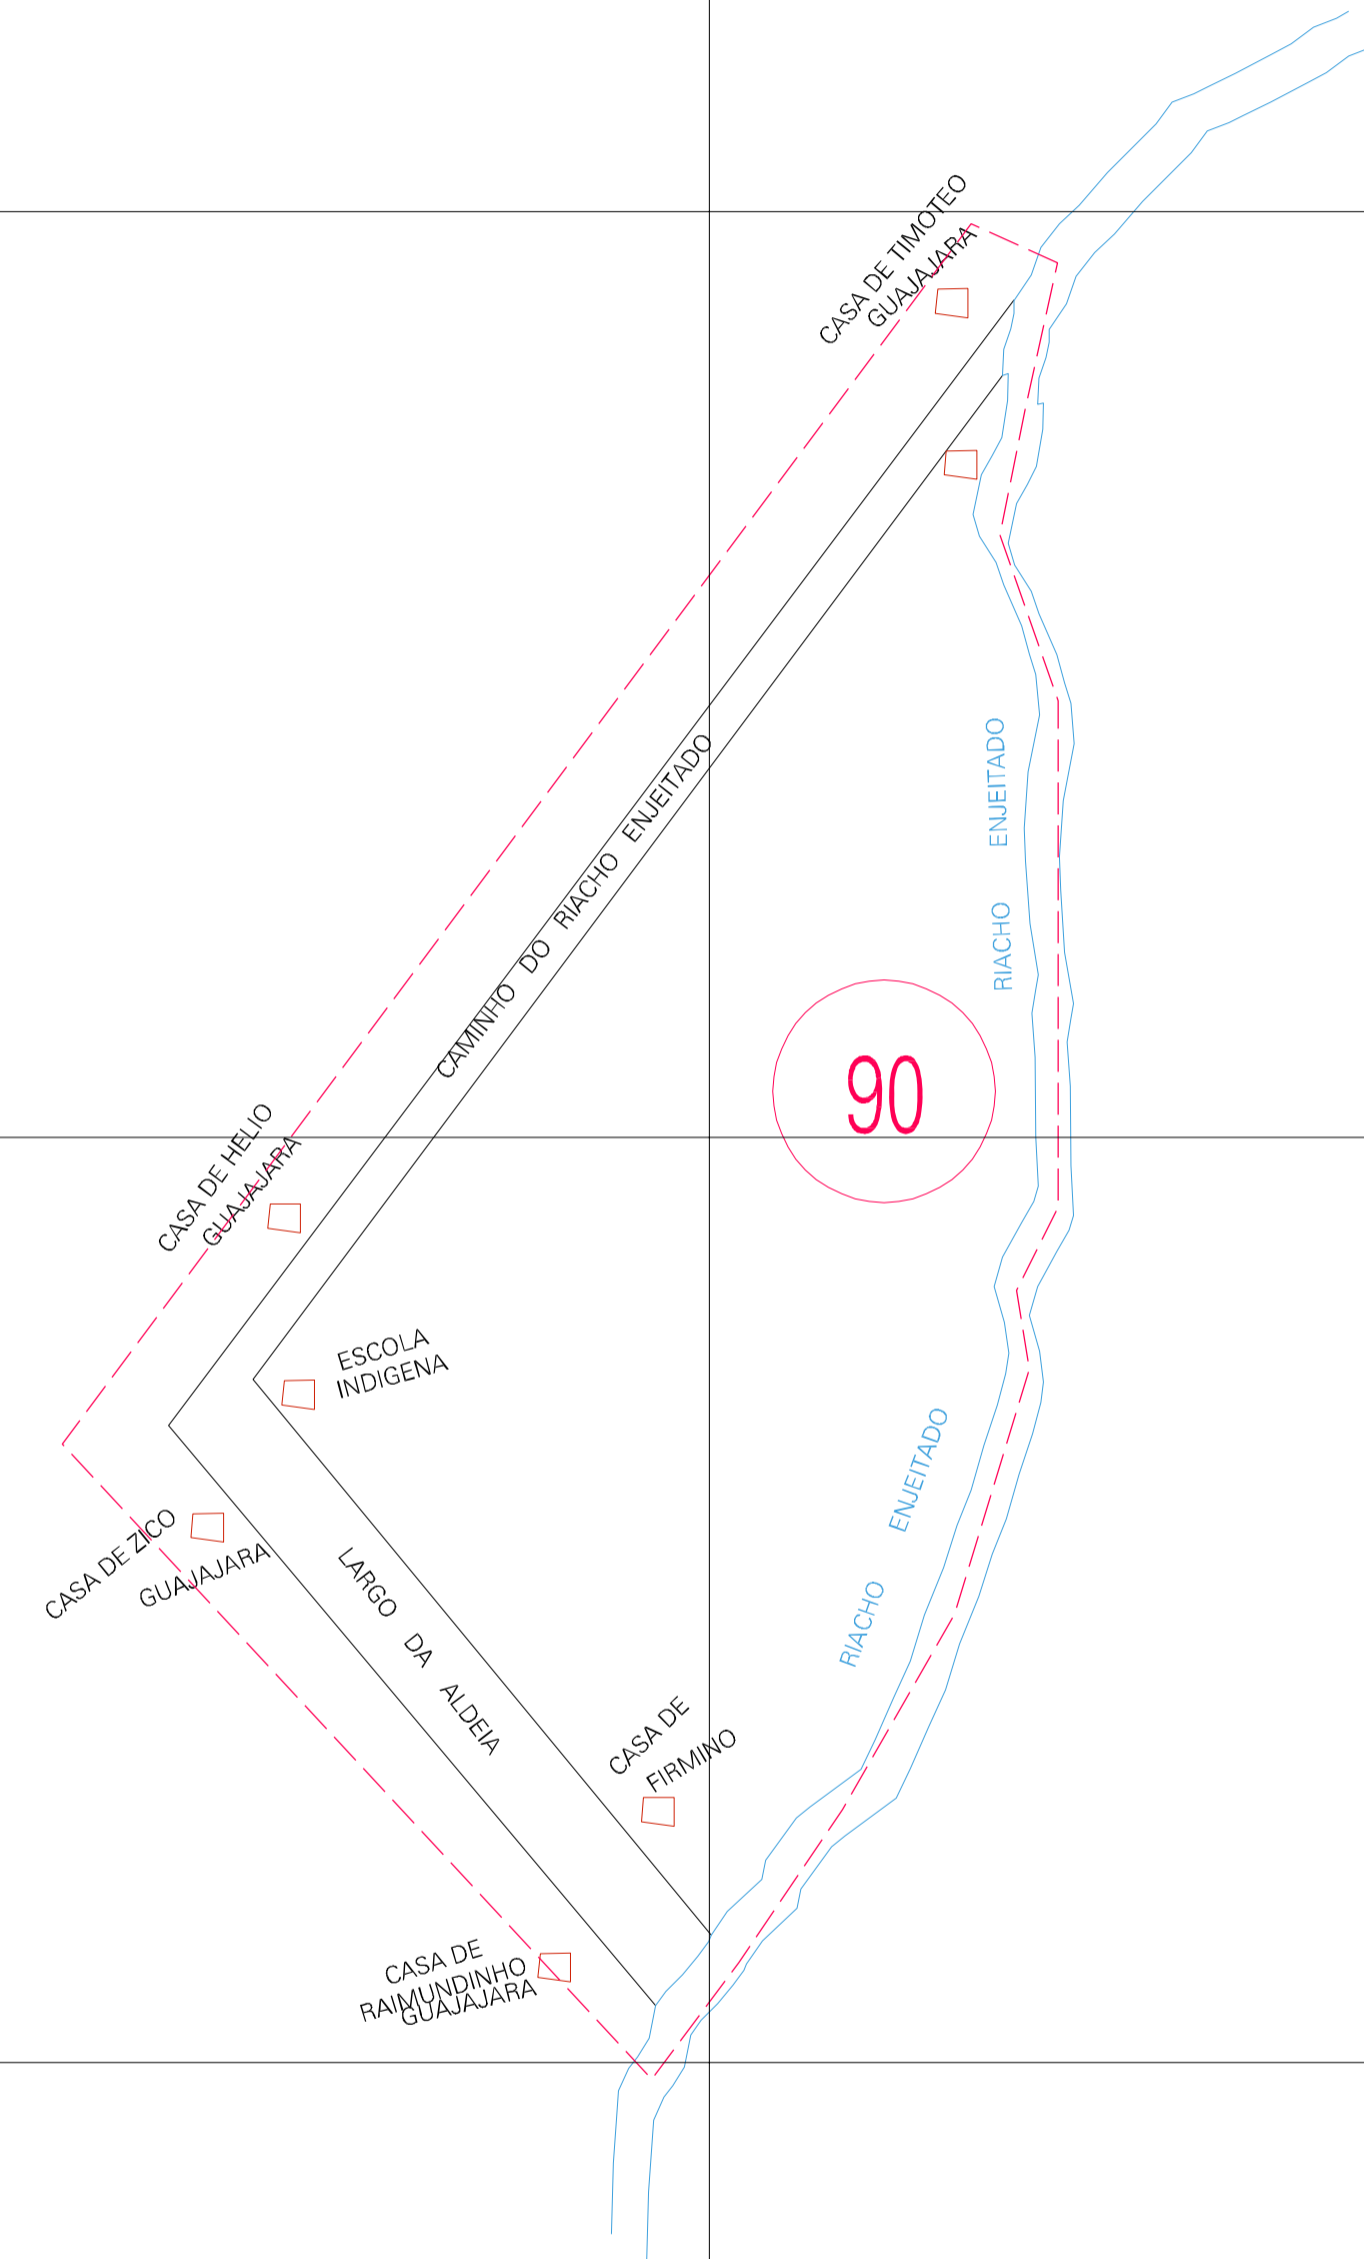 CASA DE TIMOTEO
GUAJAJARA
CAMINHO DO RIACHO ENJEITADO
RIACHO ENJEITADO
90
CASA DE HELIO
GUAJAJARA
ESCOLA
INDIGENA
RIACHO ENJEITADO
CASA DE ZICO
GUAJAJARA
LARGO DA ALDEIA
CASA DE
FIRMINO
CASA DE
RAIMUNDINHO
GUAJAJARA